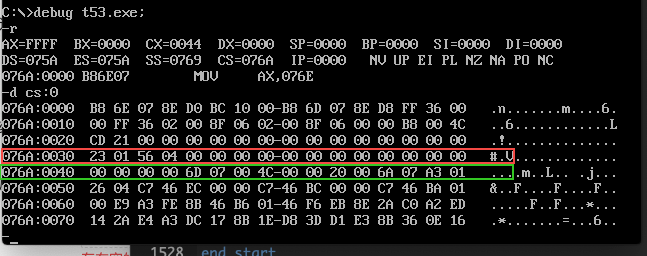 C:\>debug t53.exe;
-r
AX=FFFF  BX=0000  CX=0044  DX=0000  SP=0000  BP=0000  SI=0000  DI=0000
DS=075A  ES=075A  SS=0769  CS=076A  IP=0000   NV UP EI PL NZ NA PO NC
076A:0000 B86E07        MOV     AX,076E
-d cs:0
076A:0000  B8 6E 07 8E D0 BC 10 00-B8 6D 07 8E D8 FF 36 00   .n.......m....6.
076A:0010  00 FF 36 02 00 8F 06 02-00 8F 06 00 00 B8 00 4C   ..6............L
076A:0020  CD 21 00 00 00 00 00 00-00 00 00 00 00 00 00 00   .!..............
076A:0030  23 01 56 04 00 00 00 00-00 00 00 00 00 00 00 00   #.V.............
076A:0040  00 00 00 00 6D 07 00 4C-00 00 20 00 6A 07 A3 01   ....m..L.. .j...
076A:0050  26 04 C7 46 EC 00 00 C7-46 BC 00 00 C7 46 BA 01   &..F....F....F..
076A:0060  00 E9 A3 FE 8B 46 B6 01-46 F6 EB 8E 2A C0 A2 ED   .....F..F...*...
076A:0070  14 2A E4 A3 DC 17 8B 1E-D8 3D D1 E3 8B 36 0E 16   .*.......=...6..
-
1528  end start